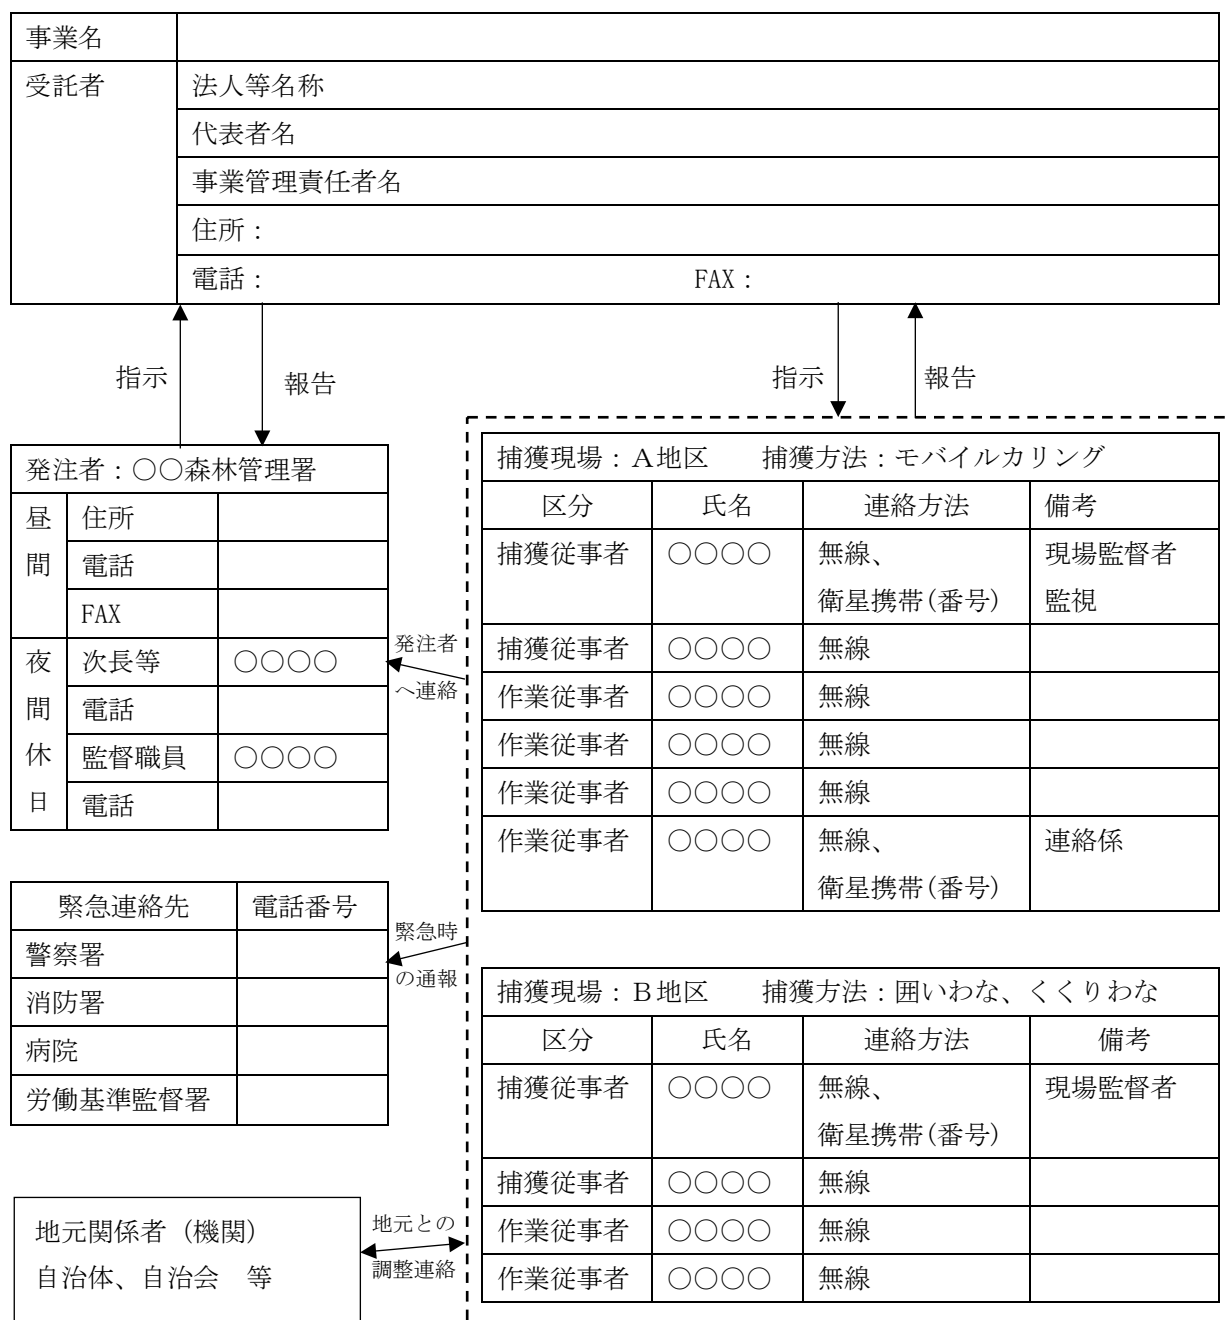 事業名
受託者
法人等名称
代表者名
事業管理責任者名
住所：
電話： FAX：
指示
報告
指示
報告
発注者：○○森林管理署
昼間
住所
電話
FAX
夜間休日
次長等 ○○○○
電話
監督職員 ○○○○
電話
発注者
へ連絡
緊急連絡先 電話番号
警察署
消防署
病院
労働基準監督署
緊急時
の通報
地元関係者（機関）
自治体、自治会　等
地元との
調整連絡
捕獲現場：Ａ地区　　捕獲方法：モバイルカリング
区分 氏名 連絡方法 備考
捕獲従事者 ○○○○ 無線、 現場監督者
衛星携帯(番号) 監視
捕獲従事者 ○○○○ 無線
作業従事者 ○○○○ 無線
作業従事者 ○○○○ 無線
作業従事者 ○○○○ 無線
作業従事者 ○○○○ 無線、 連絡係
衛星携帯(番号)
捕獲現場：Ｂ地区　　捕獲方法：囲いわな、くくりわな
区分 氏名 連絡方法 備考
捕獲従事者 ○○○○ 無線、 現場監督者
衛星携帯(番号)
捕獲従事者 ○○○○ 無線
作業従事者 ○○○○ 無線
作業従事者 ○○○○ 無線